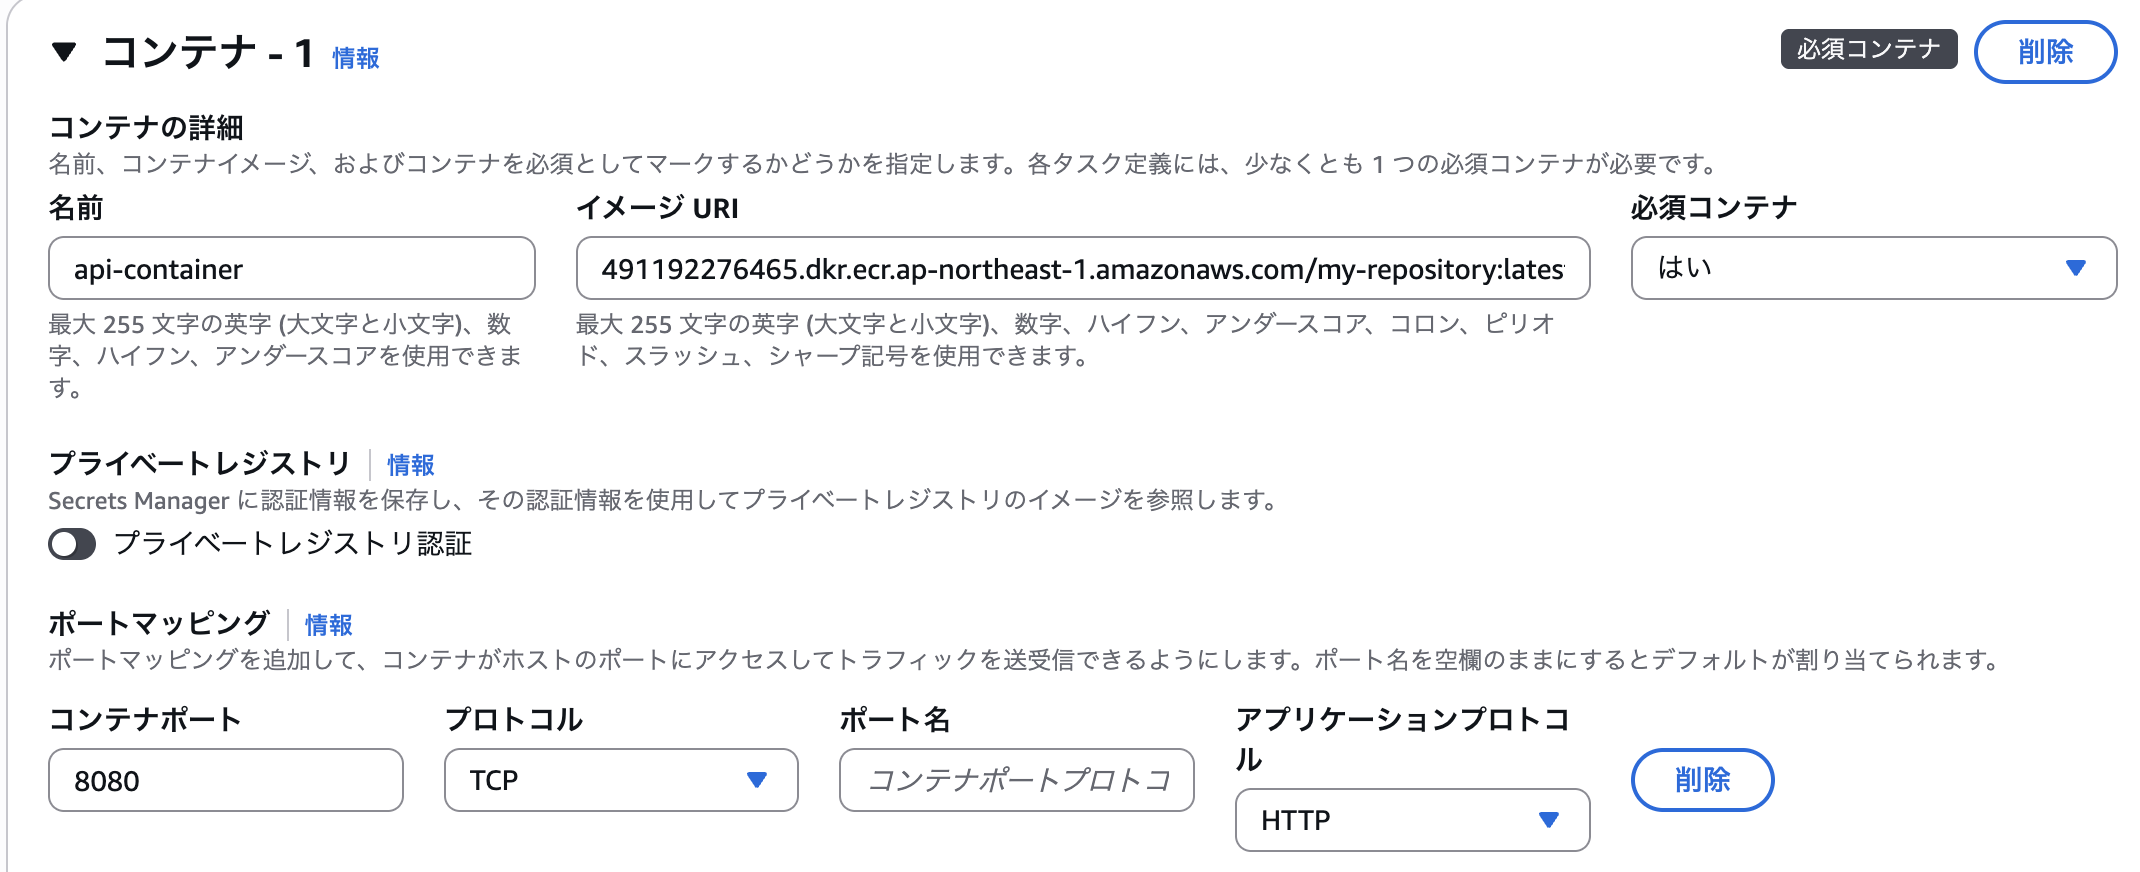 コンテナ - 1 情報
必須コンテナ
削除
コンテナの詳細
名前、コンテナイメージ、およびコンテナを必須としてマークするかどうかを指定します。各タスク定義には、少なくとも 1 つの必須コンテナが必要です。
名前
api-container
最大 255 文字の英字 (大文字と小文字)、数
字、ハイフン、アンダースコアを使用できま
す。
イメージ URI
491192276465.dkr.ecr.ap-northeast-1.amazonaws.com/my-repository:lates
最大 255 文字の英字 (大文字と小文字)、数字、ハイフン、アンダースコア、コロン、ピリオ
ド、スラッシュ、シャープ記号を使用できます。
必須コンテナ
はい
プライベートレジストリ 情報
Secrets Manager に認証情報を保存し、その認証情報を使用してプライベートレジストリのイメージを参照します。
プライベートレジストリ認証
ポートマッピング 情報
ポートマッピングを追加して、コンテナがホストのポートにアクセスしてトラフィックを送受信できるようにします。ポート名を空欄のままにするとデフォルトが割り当てられます。
コンテナポート
8080
プロトコル
TCP
ポート名
コンテナポートプロトコ
アプリケーションプロトコ
ル
HTTP
削除